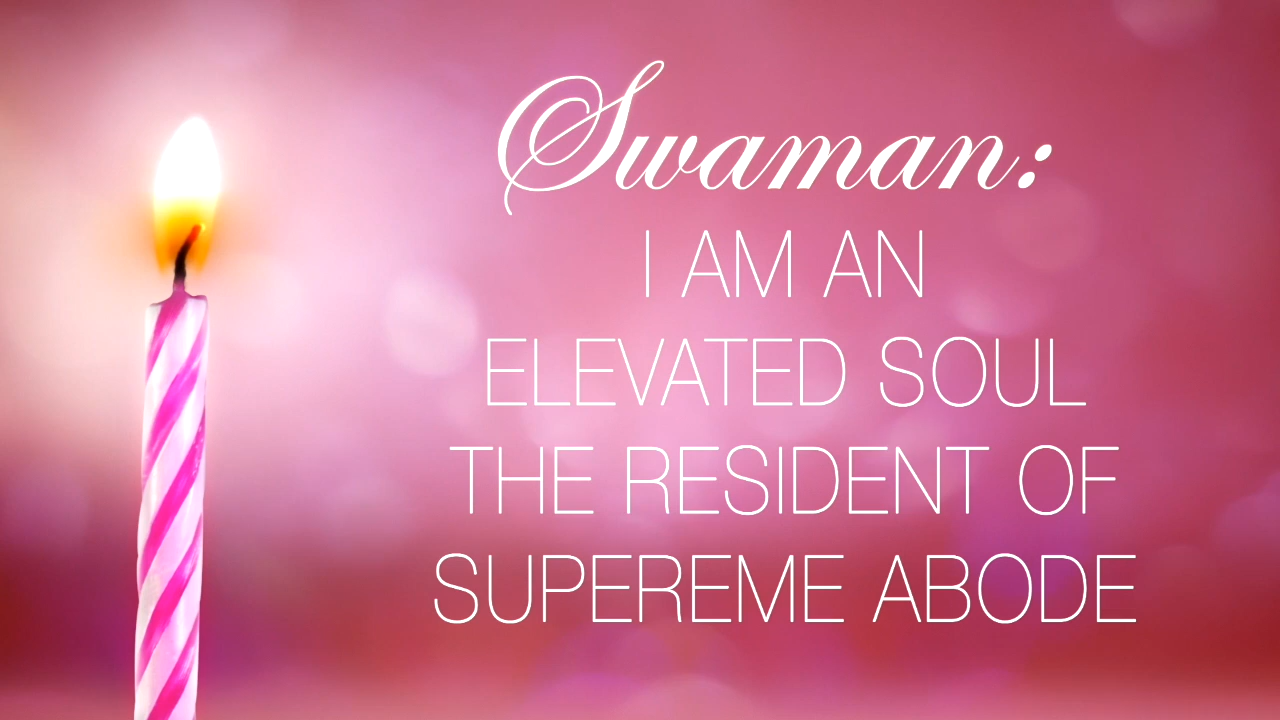 Swaman:
I AM AN
ELEVATED SOUL
THE RESIDENT OF
SUPEREME ABODE